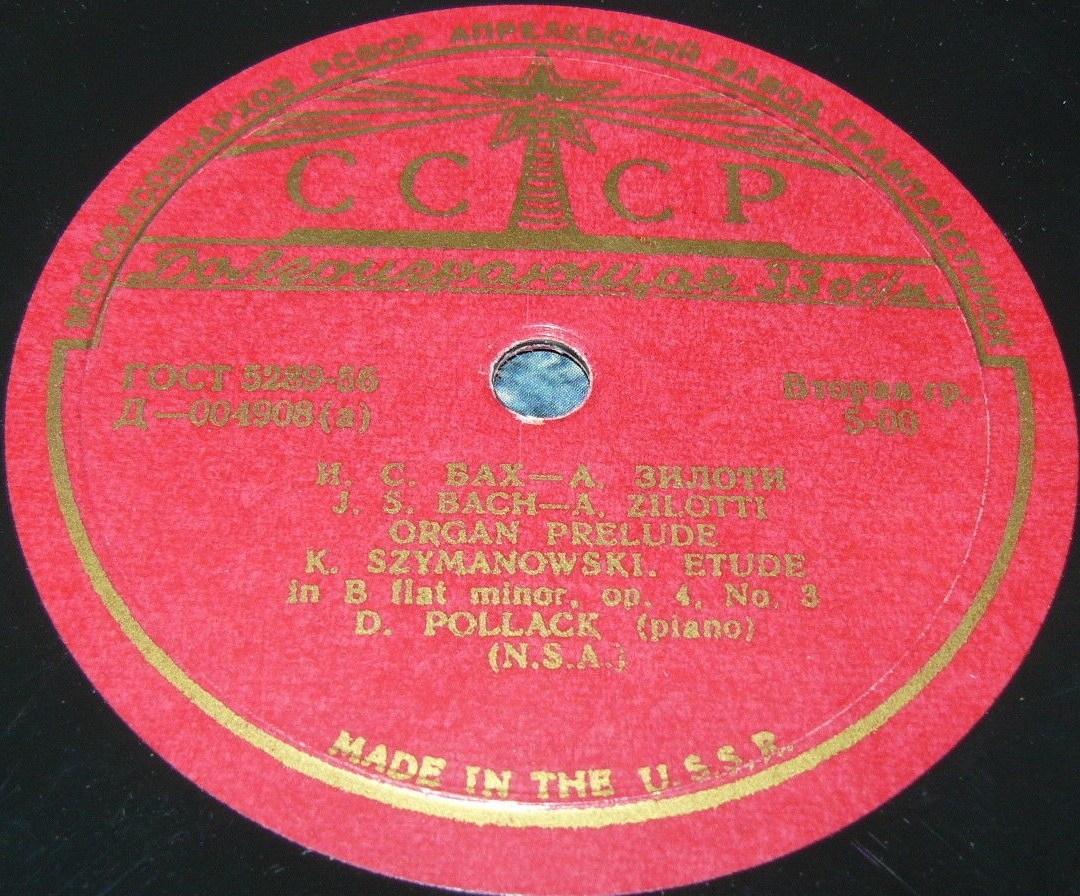 МОСОБЛСОВНАРХОЗ РСФСР АПРЕЛЕВСКИЙ ЗАВОД ГРАМПЛАСТИНОК
СССР
Долгоиграющая 33 об/м.
ГОСТ 5289-56
Д—004908(а)
Вторая гр.
5-00
И. С. БАХ—А. ЗИЛОТИ
J. S. BACH—A. ZILOTTI
ORGAN PRELUDE
K. SZYMANOWSKI. ETUDE
in B flat minor, op. 4, No. 3
D. POLLACK (piano)
(N.S.A.)
MADE IN THE U.S.S.R.